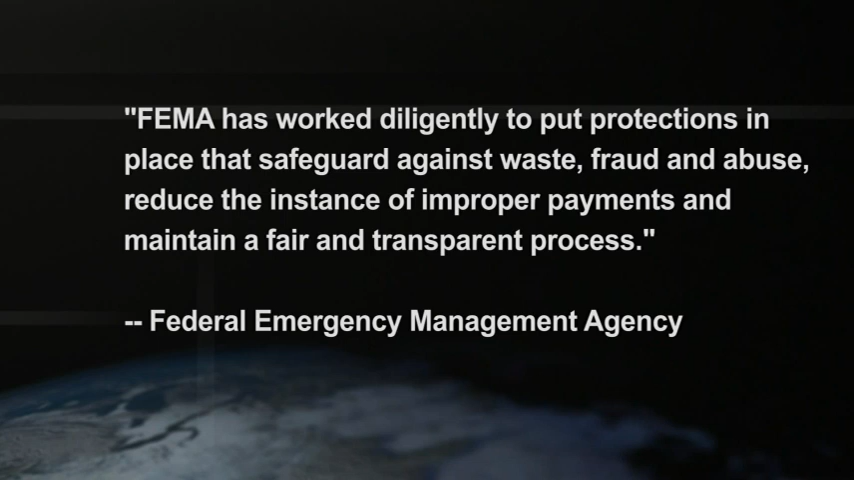 "FEMA has worked diligently to put protections in
place that safeguard against waste, fraud and abuse,
reduce the instance of improper payments and
maintain a fair and transparent process."
-- Federal Emergency Management Agency